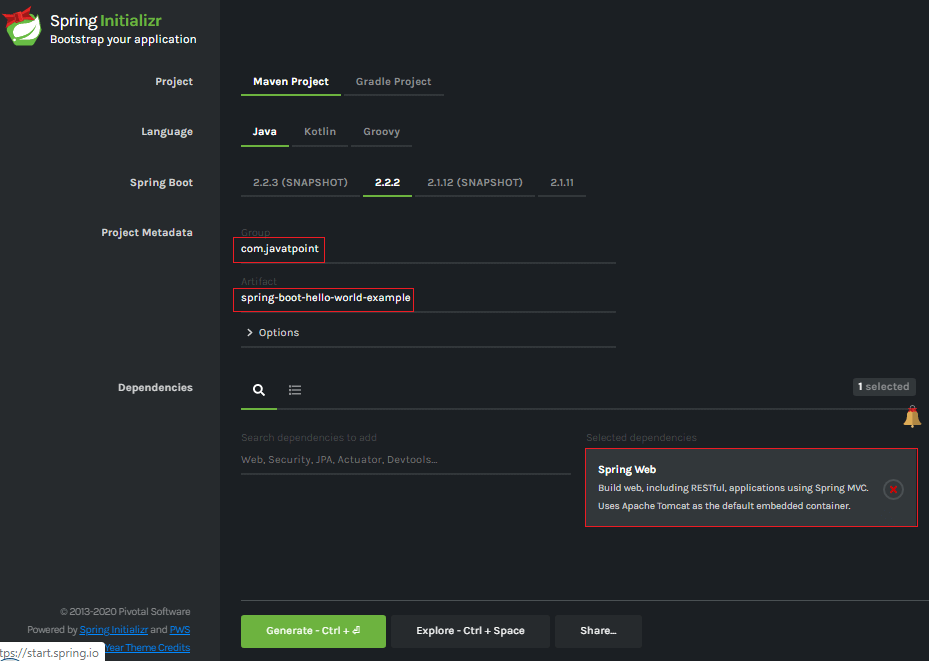 Spring Initializr
Bootstrap your application
Project
Maven Project Gradle Project
Language
Java Kotlin Groovy
Spring Boot
2.2.3 (SNAPSHOT) 2.2.2 2.1.12 (SNAPSHOT) 2.1.11
Project Metadata
Group
com.javatpoint
Artifact
spring-boot-hello-world-example
Options
Dependencies
1 selected
Search dependencies to add
Web, Security, JPA, Actuator, Devtools...
Selected dependencies
Spring Web
Build web, including RESTful, applications using Spring MVC.
Uses Apache Tomcat as the default embedded container.
© 2013-2020 Pivotal Software
Powered by Spring Initializr and PWS
Year Theme Credits
tps://start.spring.io
Generate - Ctrl + ⏎ Explore - Ctrl + Space Share...